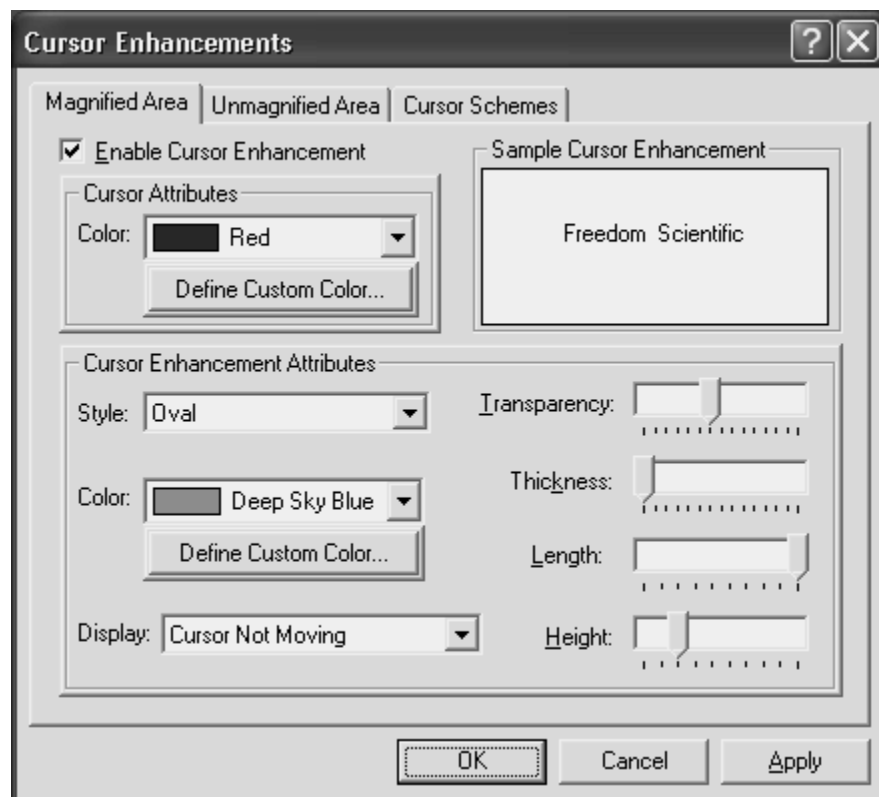 Cursor Enhancements
Magnified Area Unmagnified Area Cursor Schemes
Enable Cursor Enhancement
Sample Cursor Enhancement
Freedom Scientific
Cursor Attributes
Color: Red
Define Custom Color...
Cursor Enhancement Attributes
Style: Oval
Color: Deep Sky Blue
Define Custom Color...
Display: Cursor Not Moving
Transparency:
Thickness:
Length:
Height:
OK Cancel Apply